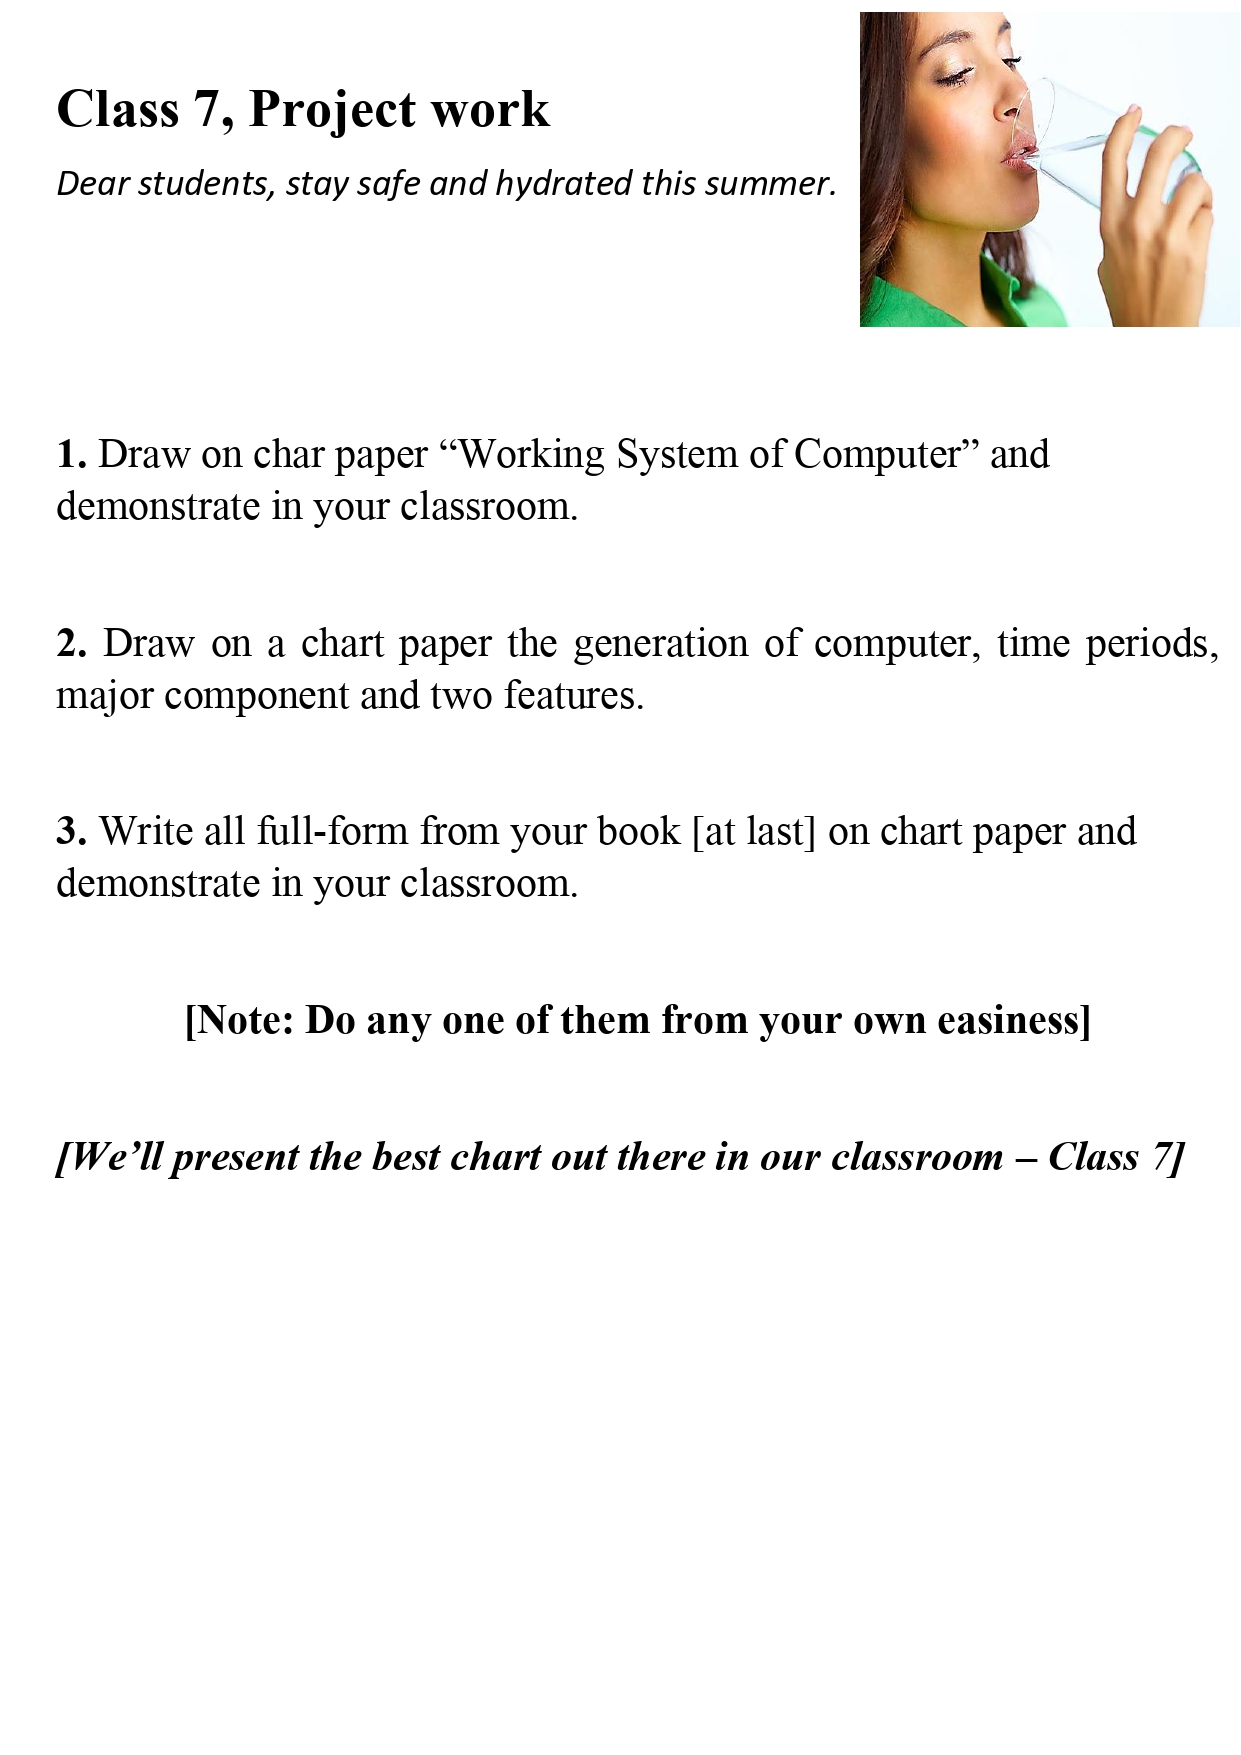 Class 7, Project work
Dear students, stay safe and hydrated this summer.
1. Draw on char paper “Working System of Computer” and
demonstrate in your classroom.
2. Draw on a chart paper the generation of computer, time periods,
major component and two features.
3. Write all full-form from your book [at last] on chart paper and
demonstrate in your classroom.
[Note: Do any one of them from your own easiness]
[We’ll present the best chart out there in our classroom – Class 7]